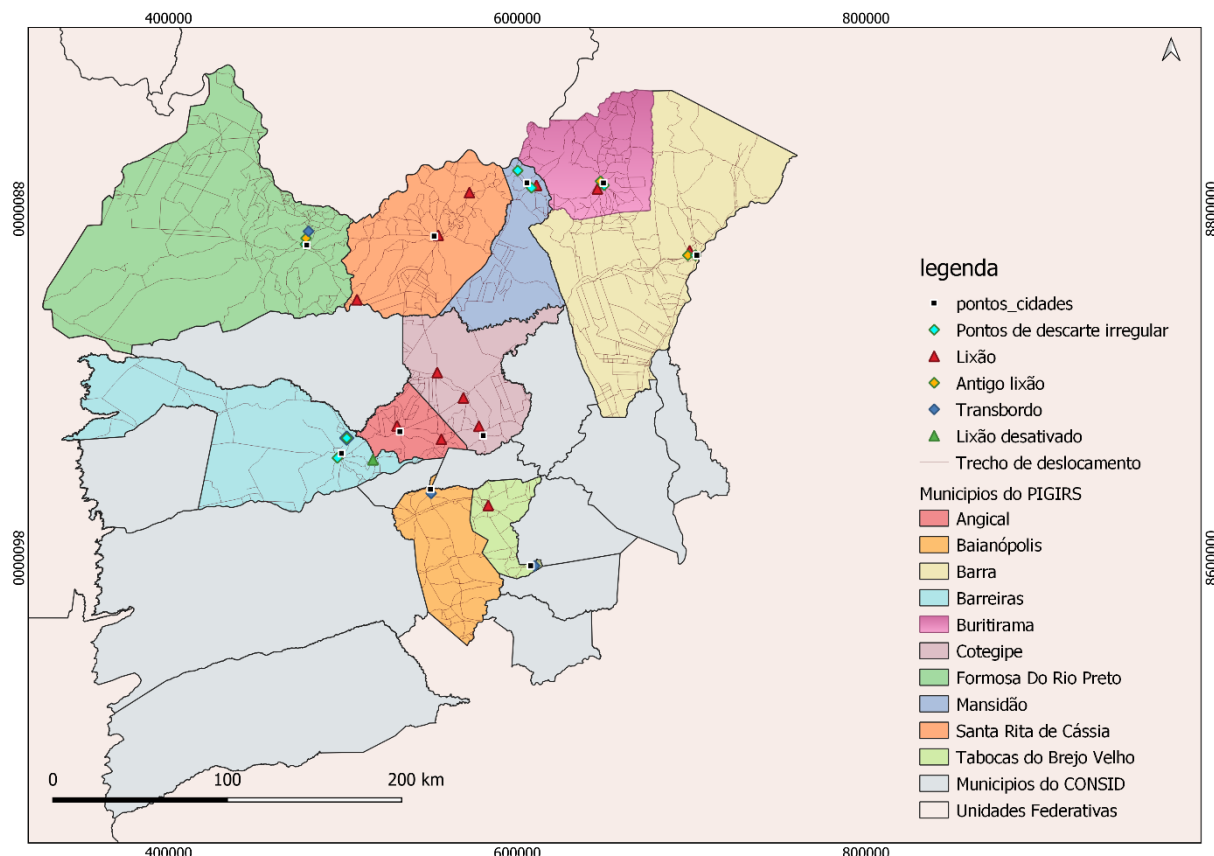 400000 600000 800000
8800000 8800000
legenda
pontos_cidades
Pontos de descarte irregular
Lixão
Antigo lixão
Transbordo
Lixão desativado
Trecho de deslocamento
Municipios do PIGIRS
Angical
Baianópolis
Barra
Barreiras
Buritirama
Cotegipe
Formosa Do Rio Preto
Mansidão
Santa Rita de Cássia
Tabocas do Brejo Velho
Municipios do CONSID
Unidades Federativas
8600000 8600000
0 100 200 km
400000 600000 800000